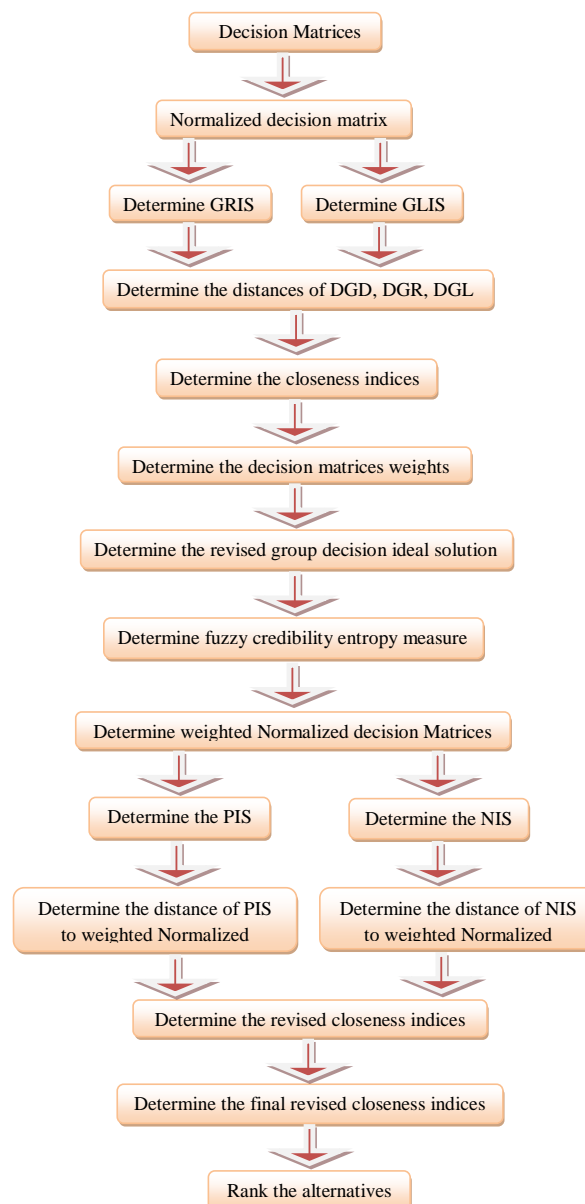 Decision Matrices
Normalized decision matrix
Determine GRIS
Determine GLIS
Determine the distances of DGD, DGR, DGL
Determine the closeness indices
Determine the decision matrices weights
Determine the revised group decision ideal solution
Determine fuzzy credibility entropy measure
Determine weighted Normalized decision Matrices
Determine the PIS
Determine the NIS
Determine the distance of PIS
to weighted Normalized
Determine the distance of NIS
to weighted Normalized
Determine the revised closeness indices
Determine the final revised closeness indices
Rank the alternatives